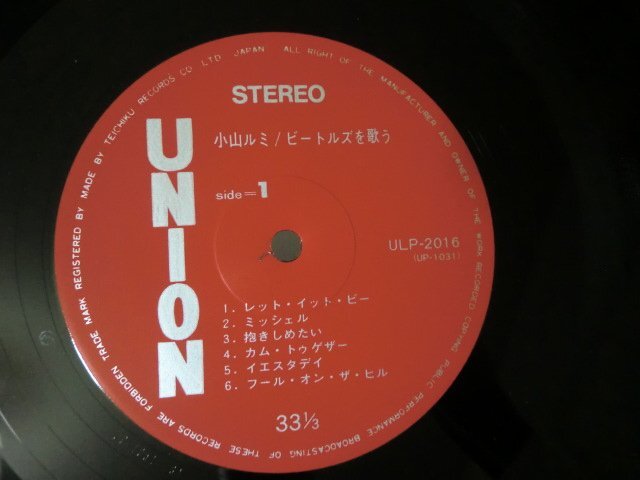 MADE BY TEICHIKU RECORDS CO. LTD. JAPAN ALL RIGHT OF THE MANUFACTURER AND OWNER OF THE WORK RECORDED COPYING PUBLIC PERFORMANCE BROADCASTING OF THESE RECORDS ARE FORBIDDEN TRADE MARK REGISTERED BY
STEREO
UNION
小山ルミ/ビートルズを歌う
side=1
ULP-2016
(UP-1031)
1. レット・イット・ビー
2. ミッシェル
3. 抱きしめたい
4. カム・トゥゲザー
5. イエスタデイ
6. フール・オン・ザ・ヒル
33⅓